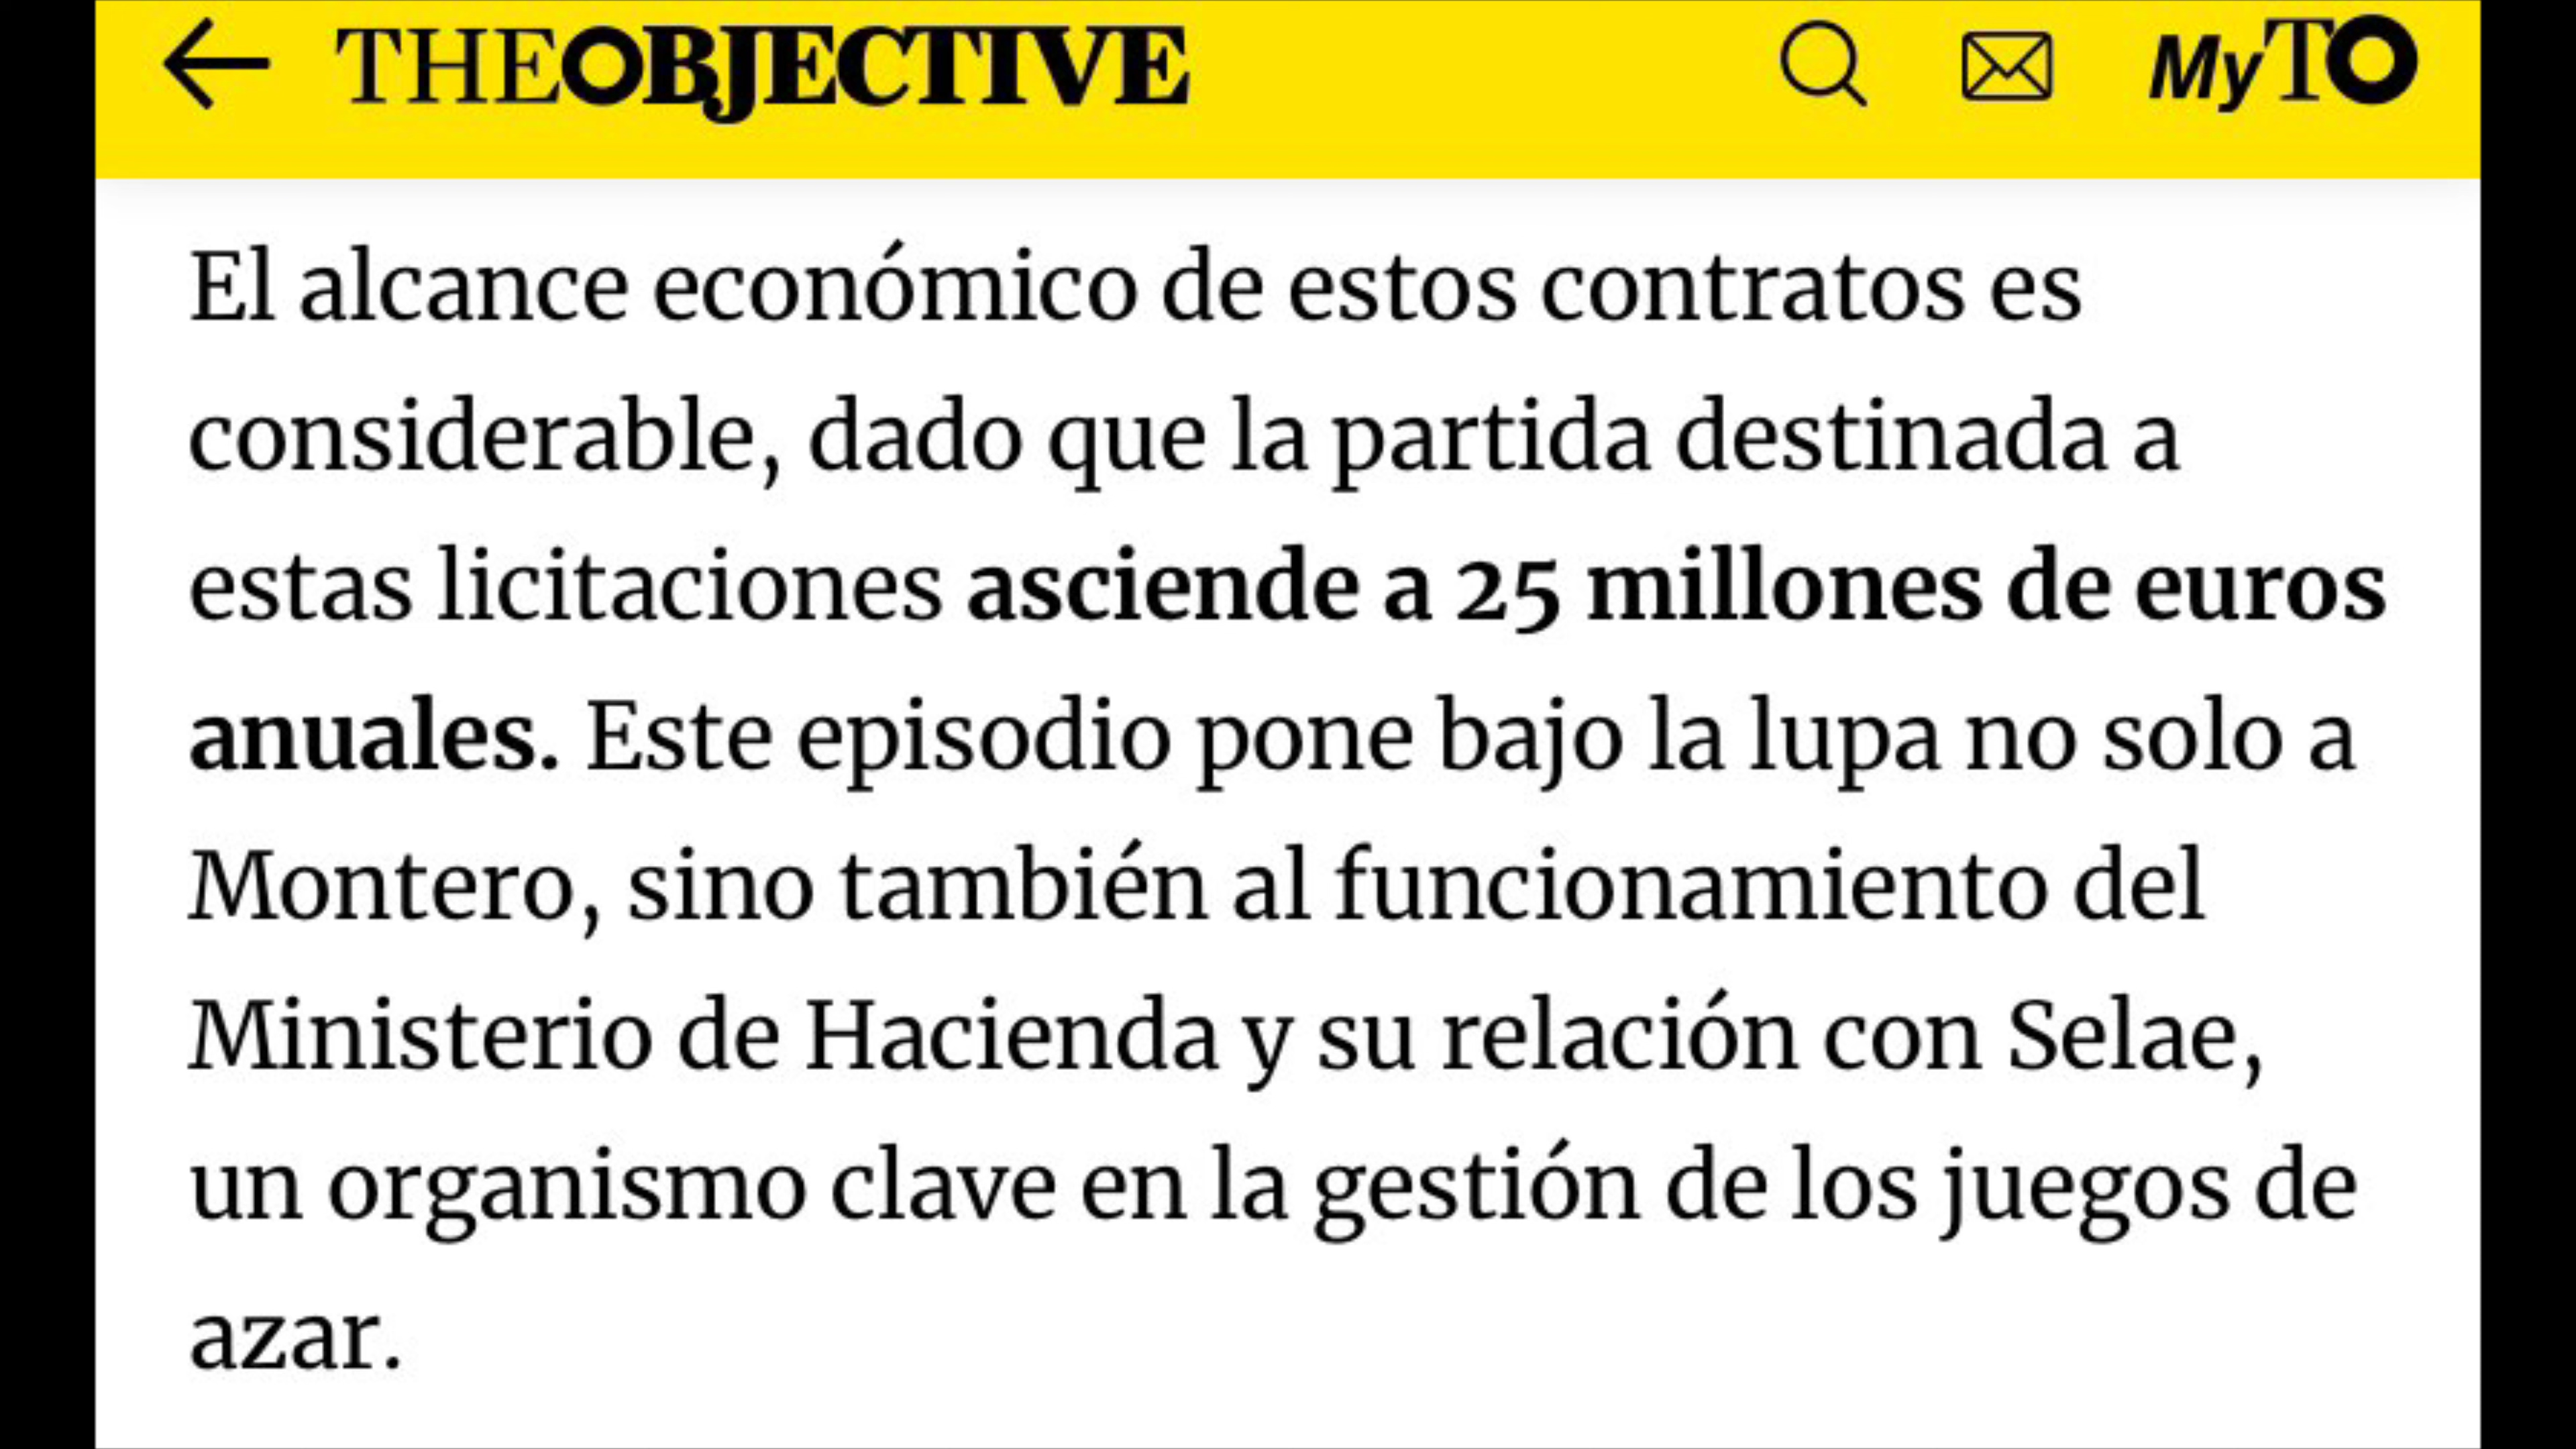 THEOBJECTIVE MyTO
El alcance económico de estos contratos es
considerable, dado que la partida destinada a
estas licitaciones asciende a 25 millones de euros
anuales. Este episodio pone bajo la lupa no solo a
Montero, sino también al funcionamiento del
Ministerio de Hacienda y su relación con Selae,
un organismo clave en la gestión de los juegos de
azar.